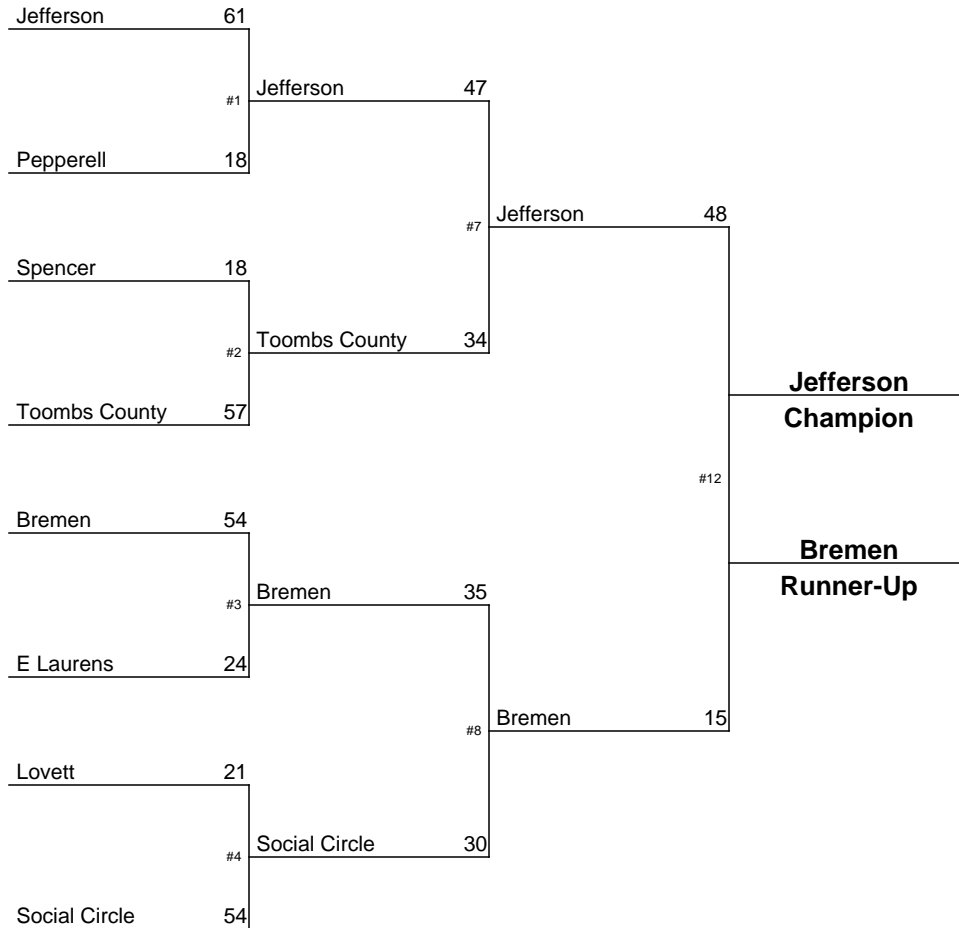 Jefferson 61
#1 Jefferson 47
Pepperell 18
#7 Jefferson 48
Spencer 18
#2 Toombs County 34
Jefferson
Toombs County 57
Champion
#12
Bremen 54
Bremen
Runner-Up
#3 Bremen 35
E Laurens 24
#8 Bremen 15
Lovett 21
#4 Social Circle 30
Social Circle 54